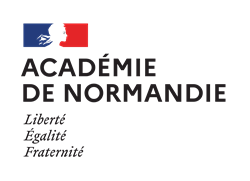 ACADÉMIE
DE NORMANDIE
Liberté
Égalité
Fraternité